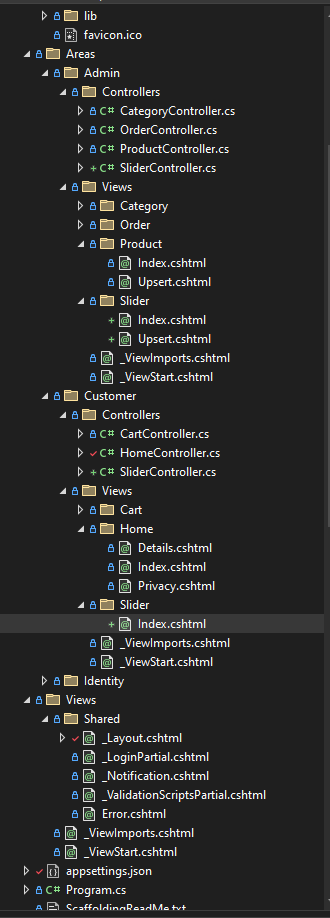 lib
favicon.ico
Areas
Admin
Controllers
C# CategoryController.cs
C# OrderController.cs
C# ProductController.cs
C# SliderController.cs
Views
Category
Order
Product
@ Index.cshtml
@ Upsert.cshtml
Slider
@ Index.cshtml
@ Upsert.cshtml
@ _ViewImports.cshtml
@ _ViewStart.cshtml
Customer
Controllers
C# CartController.cs
C# HomeController.cs
C# SliderController.cs
Views
Cart
Home
@ Details.cshtml
@ Index.cshtml
@ Privacy.cshtml
Slider
@ Index.cshtml
@ _ViewImports.cshtml
@ _ViewStart.cshtml
Identity
Views
Shared
@ _Layout.cshtml
@ _LoginPartial.cshtml
@ _Notification.cshtml
@ _ValidationScriptsPartial.cshtml
@ Error.cshtml
@ _ViewImports.cshtml
@ _ViewStart.cshtml
appsettings.json
C# Program.cs
ScaffoldingReadMe.txt